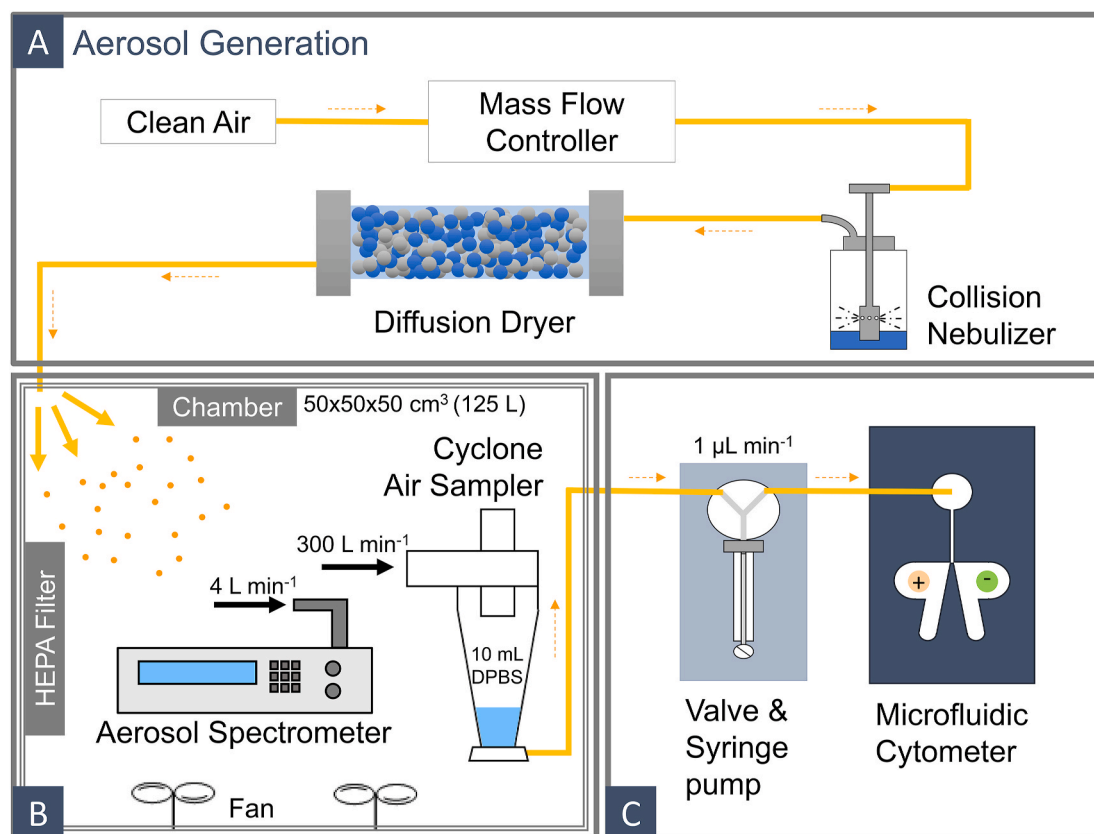 A Aerosol Generation
Clean Air
Mass Flow
Controller
Diffusion Dryer
Collision
Nebulizer
Chamber 50x50x50 cm³ (125 L)
Cyclone
Air Sampler
300 L min⁻¹
4 L min⁻¹
HEPA Filter
10 mL
DPBS
Aerosol Spectrometer
Fan
B
1 µL min⁻¹
+
-
Valve &
Syringe
pump
Microfluidic
Cytometer
C